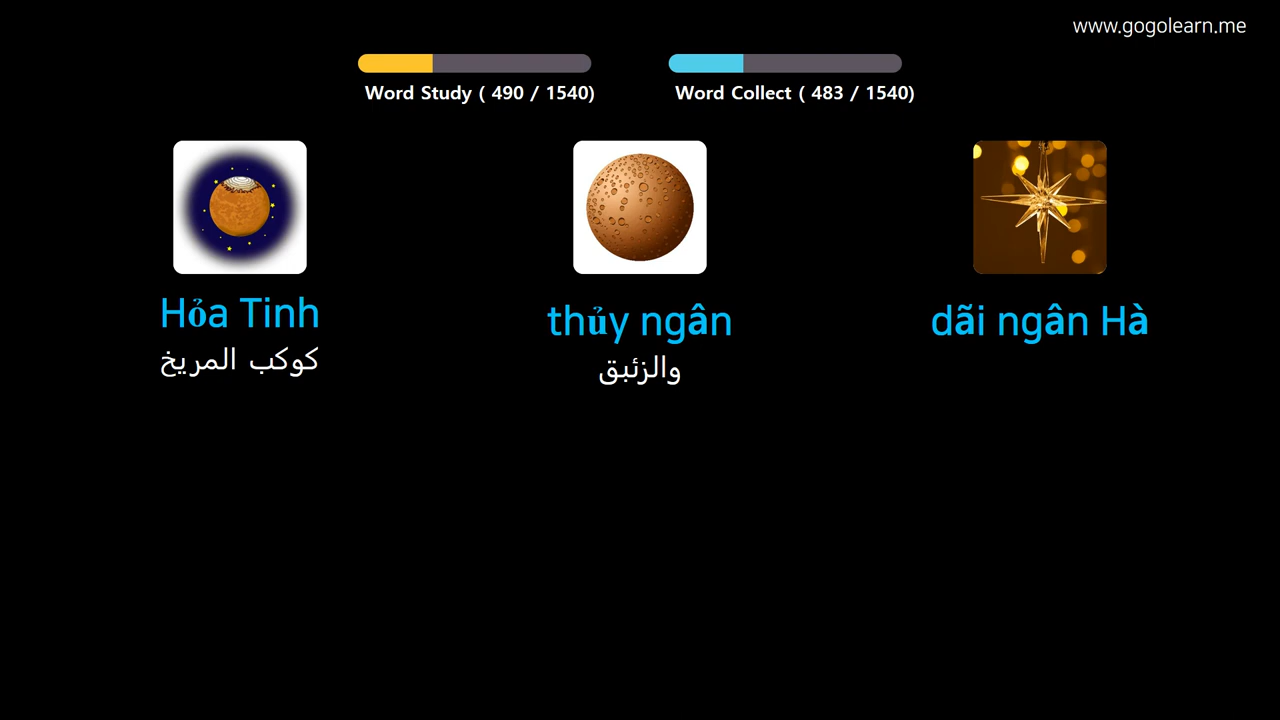 www.gogolearn.me
Word Study ( 490 / 1540)
Word Collect ( 483 / 1540)
Hỏa Tinh
كوكب المريخ
thủy ngân
والزئبق
dãi ngân Hà